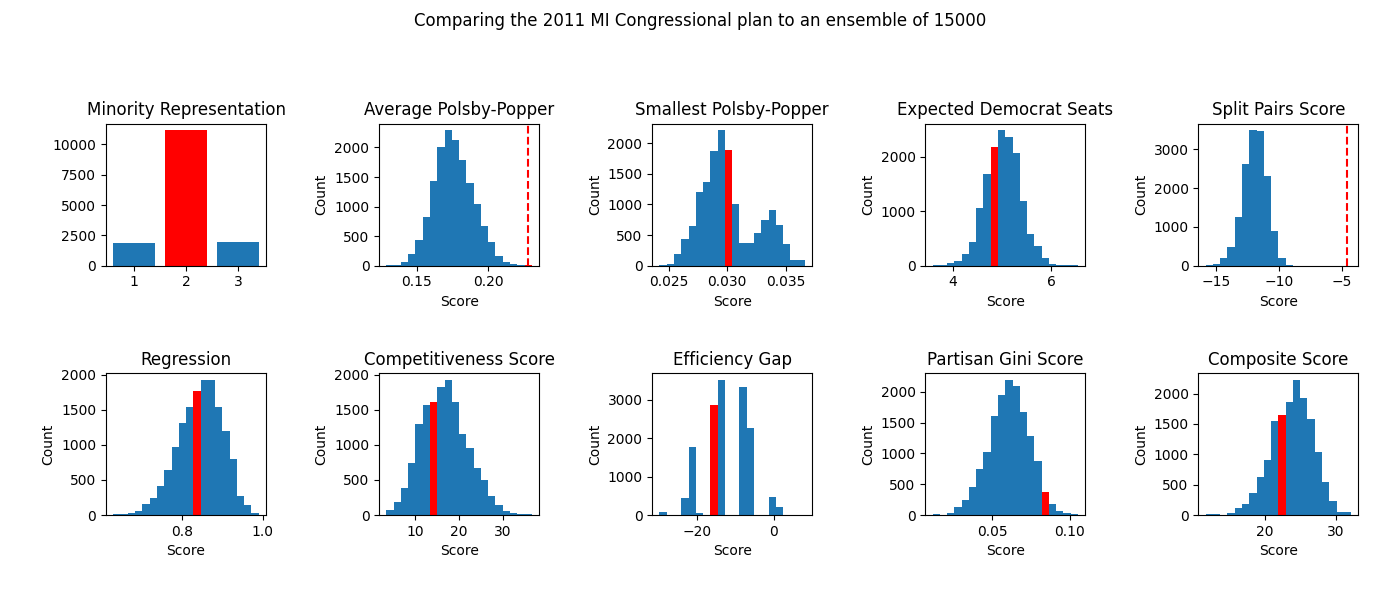 Comparing the 2011 MI Congressional plan to an ensemble of 15000
Minority Representation
10000
7500
5000
2500
0
1 2 3
Average Polsby-Popper
Count
2000
1500
1000
500
0
0.15 0.20
Score
Smallest Polsby-Popper
Count
2000
1500
1000
500
0
0.025 0.030 0.035
Score
Expected Democrat Seats
Count
2000
1000
0
4 6
Score
Split Pairs Score
Count
3000
2000
1000
0
−15 −10 −5
Score
Regression
Count
2000
1500
1000
500
0
0.8 1.0
Score
Competitiveness Score
Count
2000
1500
1000
500
0
10 20 30
Score
Efficiency Gap
Count
3000
2000
1000
0
−20 0
Score
Partisan Gini Score
Count
2000
1500
1000
500
0
0.05 0.10
Score
Composite Score
Count
2000
1500
1000
500
0
20 30
Score